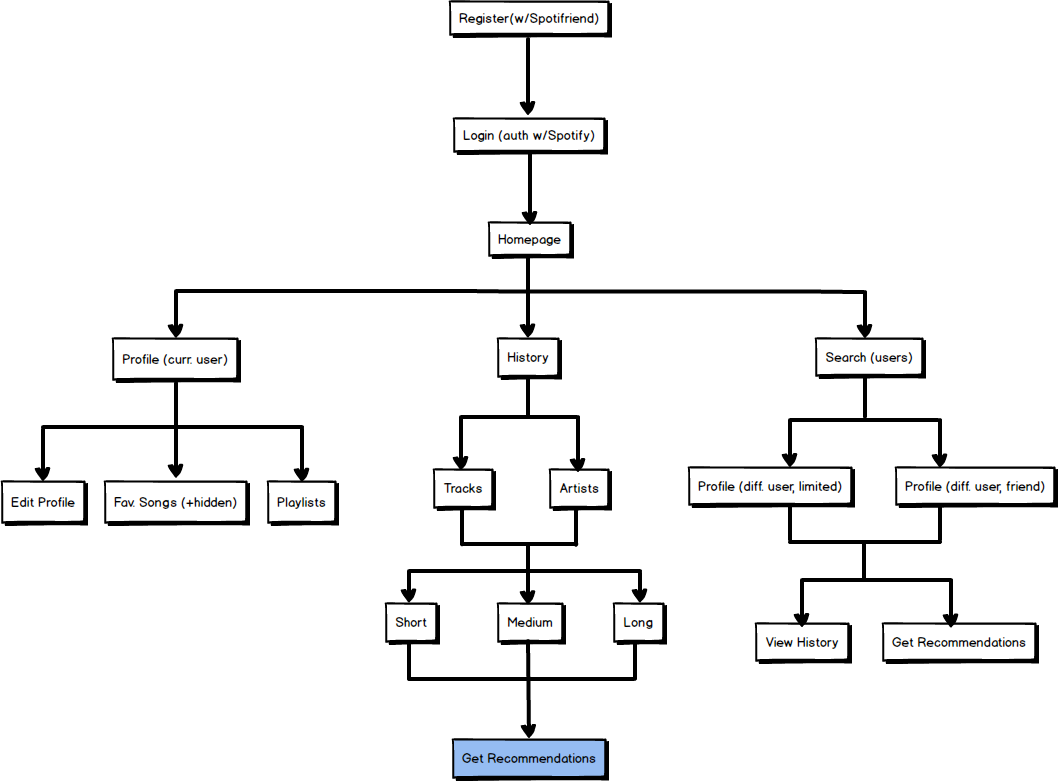 Register(w/Spotifriend)
Login (auth w/Spotify)
Homepage
Profile (curr. user)
History
Search (users)
Edit Profile
Fav. Songs (+hidden)
Playlists
Tracks
Artists
Profile (diff. user, limited)
Profile (diff. user, friend)
Short
Medium
Long
View History
Get Recommendations
Get Recommendations